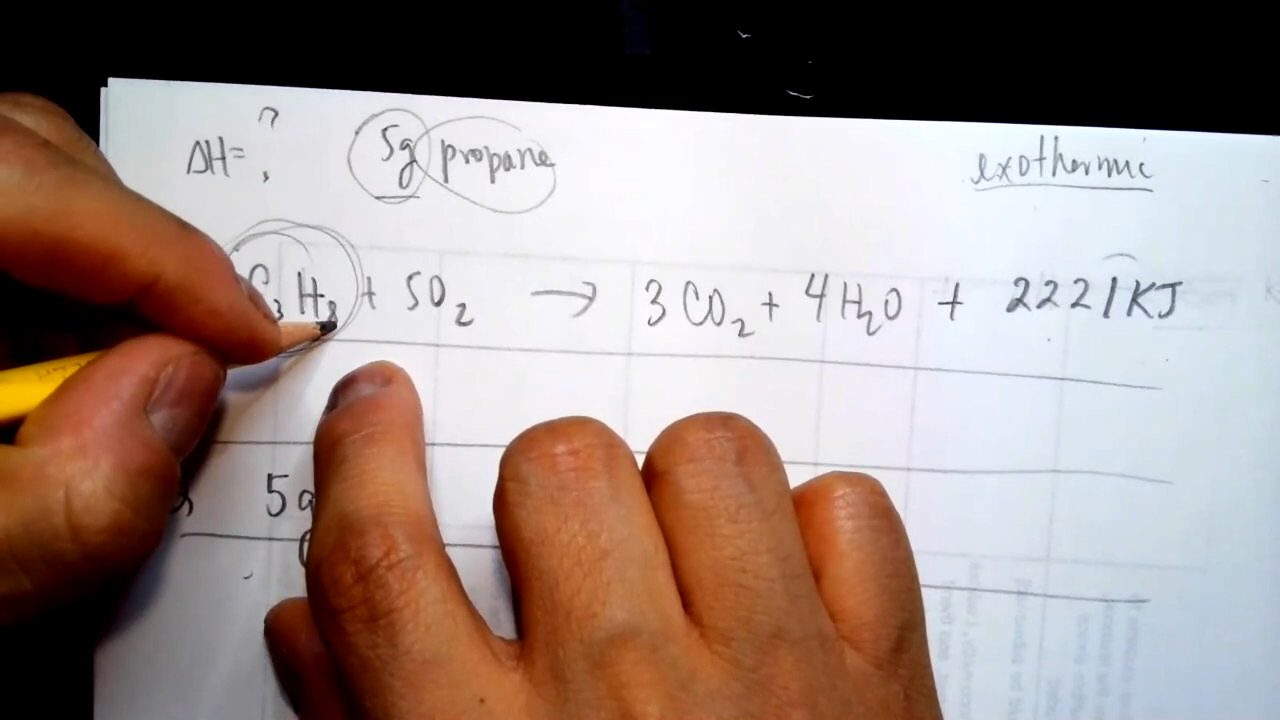 ΔH= ? 5g propane exothermic
C₃H₈ + 5O₂ → 3CO₂ + 4H₂O + 2221KJ
5g